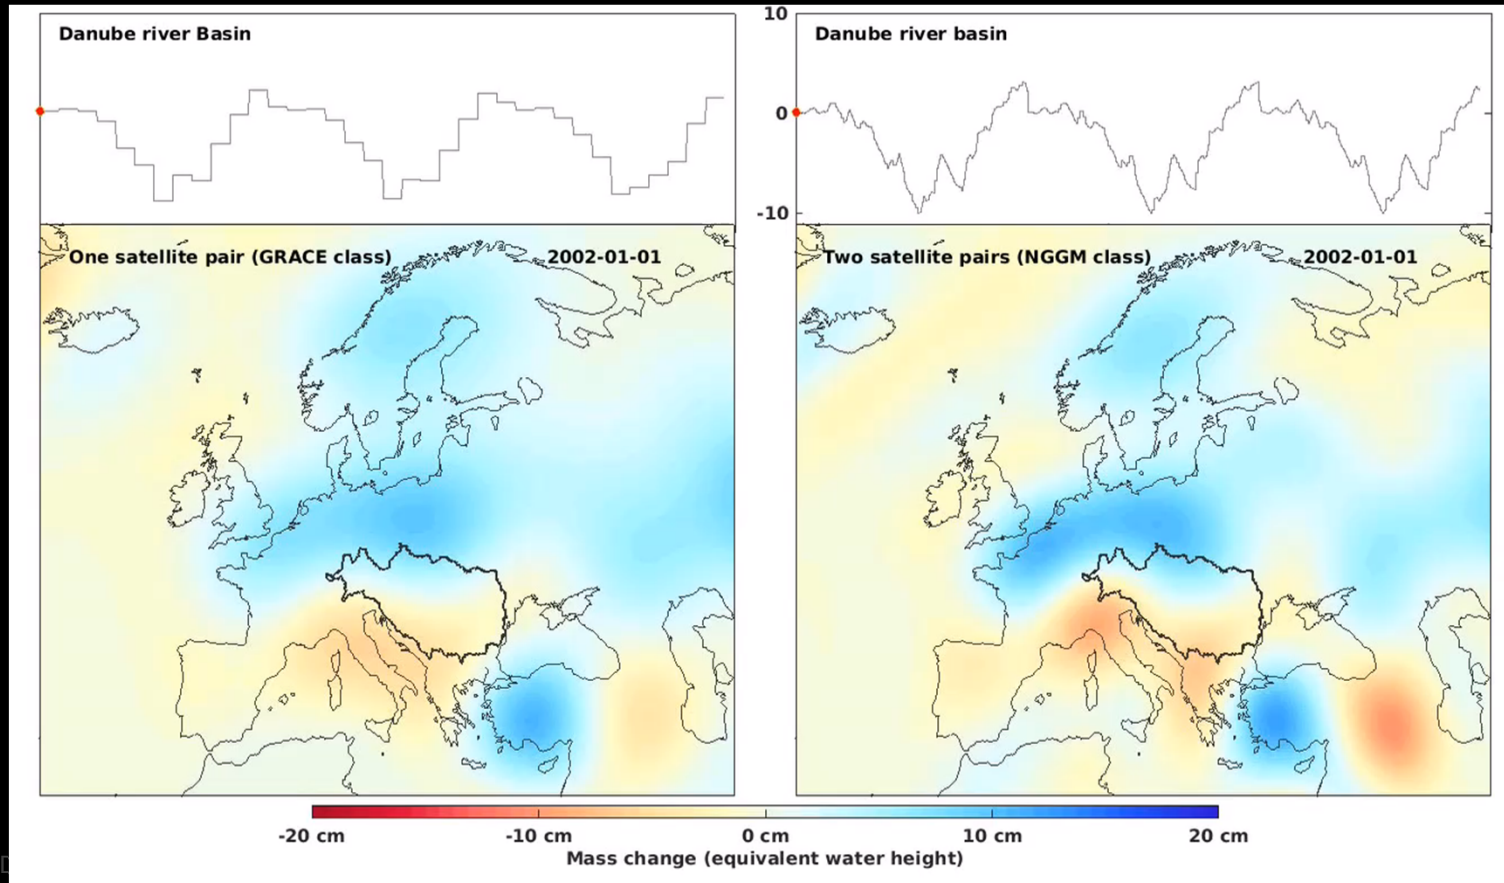 Danube river Basin
Danube river basin
10
0
-10
One satellite pair (GRACE class)
2002-01-01
Two satellite pairs (NGGM class)
2002-01-01
-20 cm
-10 cm
0 cm
10 cm
20 cm
Mass change (equivalent water height)